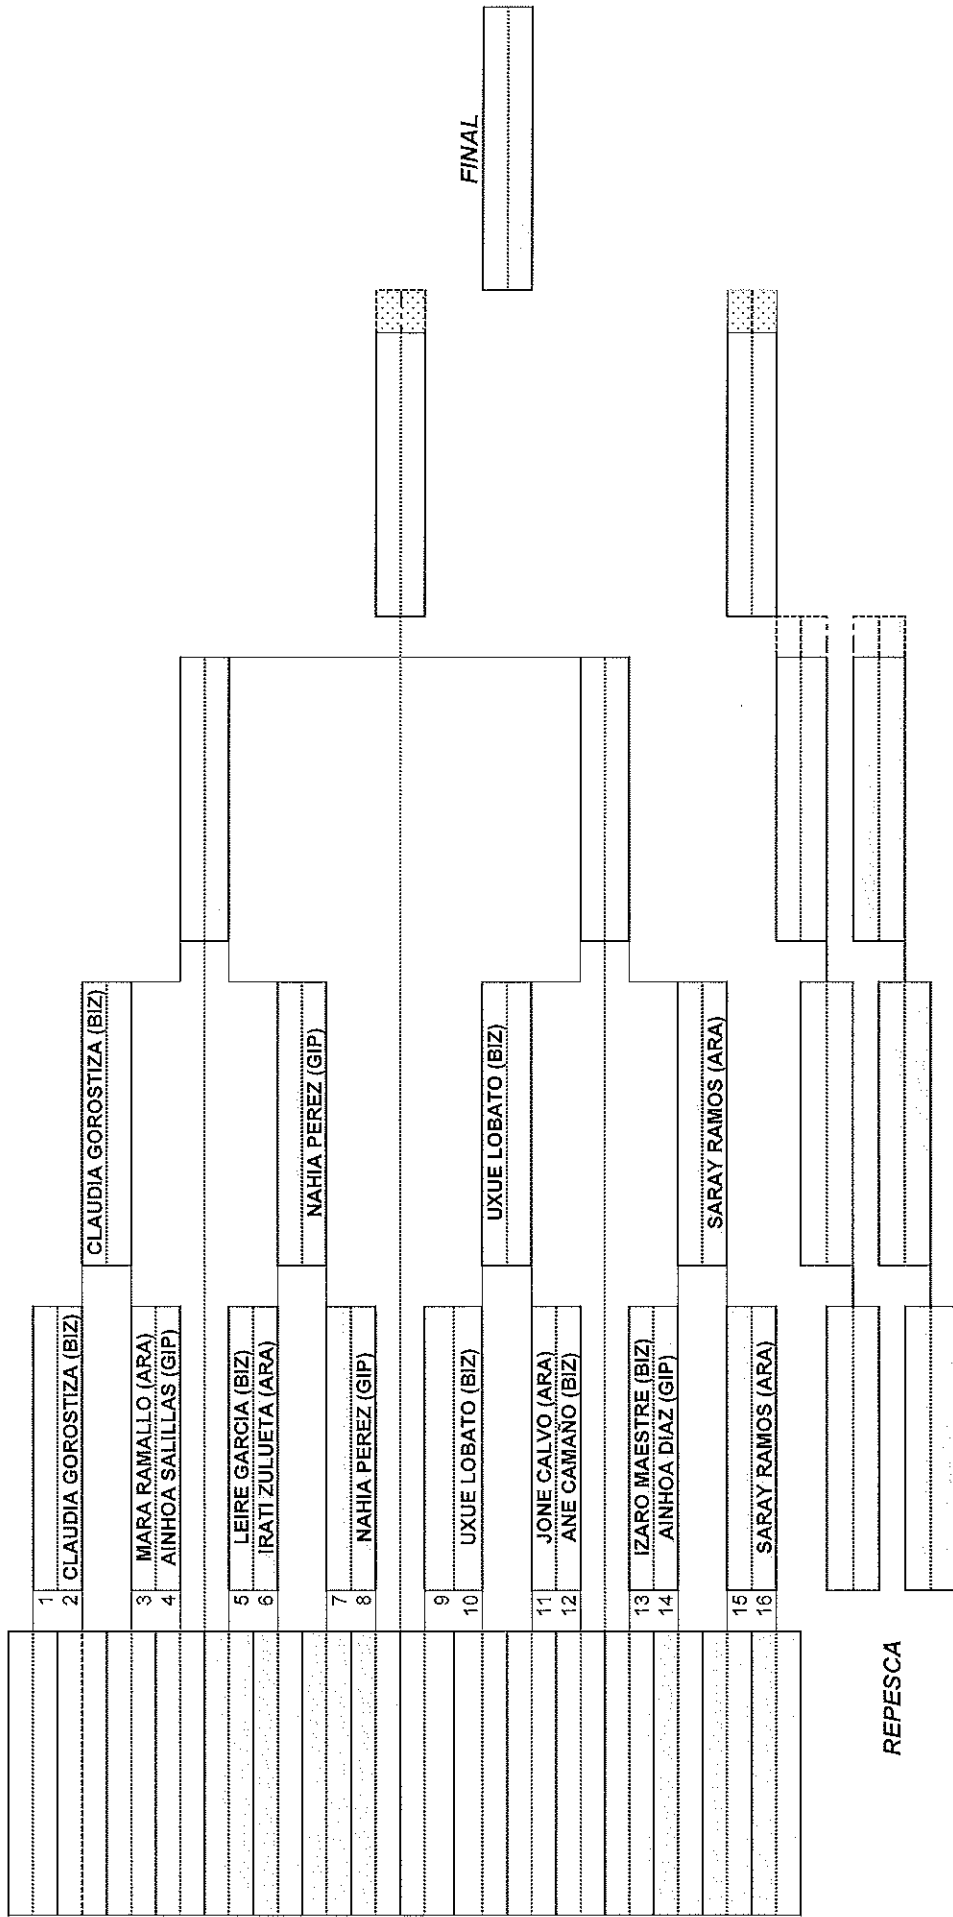 1
2 CLAUDIA GOROSTIZA (BIZ)
3 MARA RAMALLO (ARA)
4 AINHOA SALILLAS (GIP)
5 LEIRE GARCIA (BIZ)
6 IRATI ZULUETA (ARA)
7
8 NAHIA PEREZ (GIP)
9
10 UXUE LOBATO (BIZ)
11 JONE CALVO (ARA)
12 ANE CAMAÑO (BIZ)
13 IZARO MAESTRE (BIZ)
14 AINHOA DIAZ (GIP)
15
16 SARAY RAMOS (ARA)
CLAUDIA GOROSTIZA (BIZ)
NAHIA PEREZ (GIP)
UXUE LOBATO (BIZ)
SARAY RAMOS (ARA)
FINAL
REPESCA